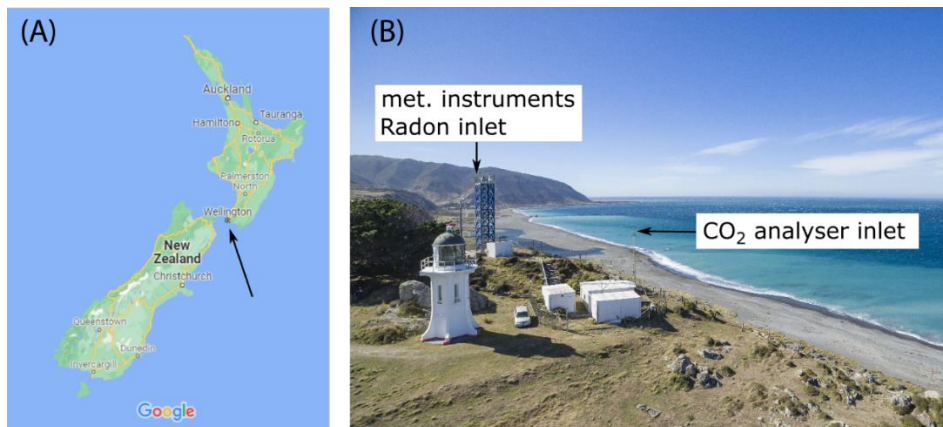 (A)
Auckland
Tauranga
Hamilton
Rotorua
Palmerston
North
Wellington
New
Zealand
Christchurch
Queenstown
Dunedin
Invercargill
Google
(B)
met. instruments
Radon inlet
CO₂ analyser inlet